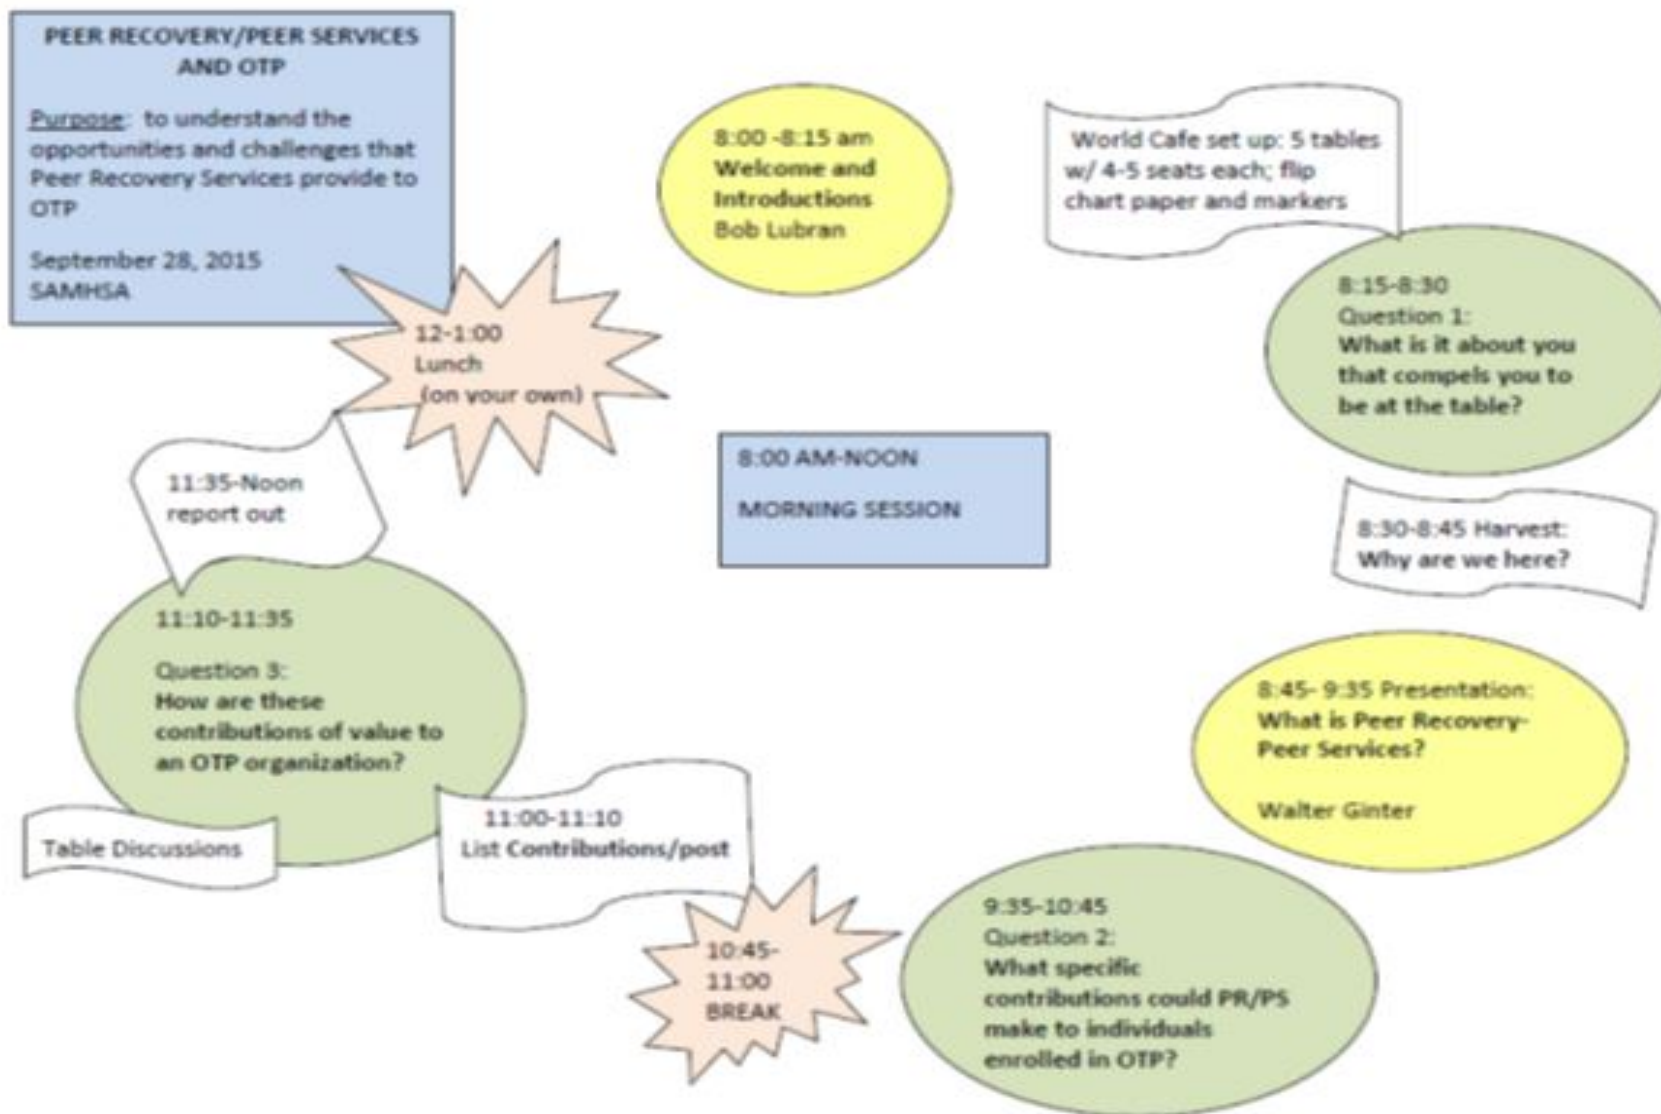 PEER RECOVERY/PEER SERVICES
AND OTP
Purpose: to understand the
opportunities and challenges that
Peer Recovery Services provide to
OTP
September 28, 2015
SAMHSA
8:00 -8:15 am
Welcome and
Introductions
Bob Lubran
World Cafe set up: 5 tables
w/ 4-5 seats each; flip
chart paper and markers
8:15-8:30
Question 1:
What is it about you
that compels you to
be at the table?
8:30-8:45 Harvest:
Why are we here?
8:45- 9:35 Presentation:
What is Peer Recovery-
Peer Services?
Walter Ginter
9:35-10:45
Question 2:
What specific
contributions could PR/PS
make to individuals
enrolled in OTP?
10:45-
11:00
BREAK
11:00-11:10
List Contributions/post
11:10-11:35
Question 3:
How are these
contributions of value to
an OTP organization?
Table Discussions
11:35-Noon
report out
12-1:00
Lunch
(on your own)
8:00 AM-NOON
MORNING SESSION